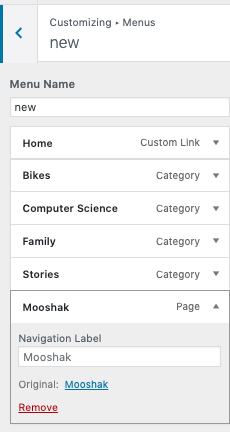 Customizing • Menus
new
Menu Name
new
Home Custom Link
Bikes Category
Computer Science Category
Family Category
Stories Category
Mooshak Page
Navigation Label
Mooshak
Original: Mooshak
Remove